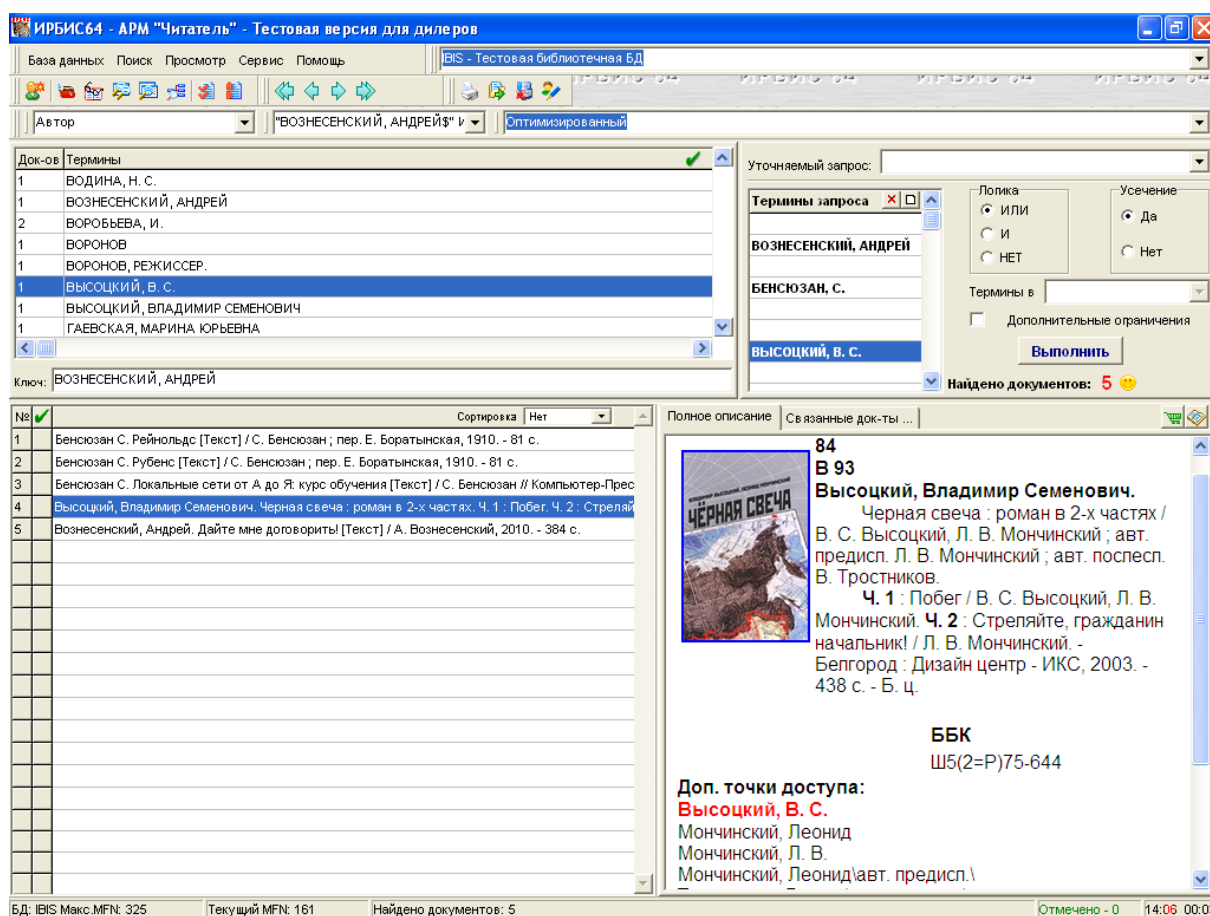 ИРБИС64 - АРМ "Читатель" - Тестовая версия для дилеров
База данных Поиск Просмотр Сервис Помощь
IBIS - Тестовая библиотечная БД
Автор
"ВОЗНЕСЕНСКИЙ, АНДРЕЙ$" И
Оптимизированный
Док-ов Термины
1 ВОДИНА, Н. С.
1 ВОЗНЕСЕНСКИЙ, АНДРЕЙ
2 ВОРОБЬЕВА, И.
1 ВОРОНОВ
1 ВОРОНОВ, РЕЖИССЕР.
1 ВЫСОЦКИЙ, В. С.
1 ВЫСОЦКИЙ, ВЛАДИМИР СЕМЕНОВИЧ
1 ГАЕВСКАЯ, МАРИНА ЮРЬЕВНА
Ключ: ВОЗНЕСЕНСКИЙ, АНДРЕЙ
Уточняемый запрос:
Термины запроса
ВОЗНЕСЕНСКИЙ, АНДРЕЙ
БЕНСЮЗАН, С.
ВЫСОЦКИЙ, В. С.
Логика
ИЛИ
И
НЕТ
Усечение
Да
Нет
Термины в
Дополнительные ограничения
Выполнить
Найдено документов: 5
№ Сортировка Нет
1 Бенсюзан С. Рейнольдс [Текст] / С. Бенсюзан ; пер. Е. Боратынская, 1910. - 81 с.
2 Бенсюзан С. Рубенс [Текст] / С. Бенсюзан ; пер. Е. Боратынская, 1910. - 81 с.
3 Бенсюзан С. Локальные сети от А до Я: курс обучения [Текст] / С. Бенсюзан // Компьютер-Прес
4 Высоцкий, Владимир Семенович. Черная свеча : роман в 2-х частях. Ч. 1 : Побег. Ч. 2 : Стреляй
5 Вознесенский, Андрей. Дайте мне договорить! [Текст] / А. Вознесенский, 2010. - 384 с.
Полное описание Связанные док-ты ...
ВЛАДИМИР ВЫСОЦКИЙ, ЛЕОНИД МОНЧИНСКИЙ
ЧЁРНАЯ СВЕЧА
84
В 93
Высоцкий, Владимир Семенович.
Черная свеча : роман в 2-х частях /
В. С. Высоцкий, Л. В. Мончинский ; авт.
предисл. Л. В. Мончинский ; авт. послесл.
В. Тростников.
Ч. 1 : Побег / В. С. Высоцкий, Л. В.
Мончинский. Ч. 2 : Стреляйте, гражданин
начальник! / Л. В. Мончинский. -
Белгород : Дизайн центр - ИКС, 2003. -
438 с. - Б. ц.
ББК
Ш5(2=Р)75-644
Доп. точки доступа:
Высоцкий, В. С.
Мончинский, Леонид
Мончинский, Л. В.
Мончинский, Леонид\авт. предисл.\
БД: IBIS Макс.MFN: 325 Текущий MFN: 161 Найдено документов: 5 Отмечено - 0 14:06 00:0